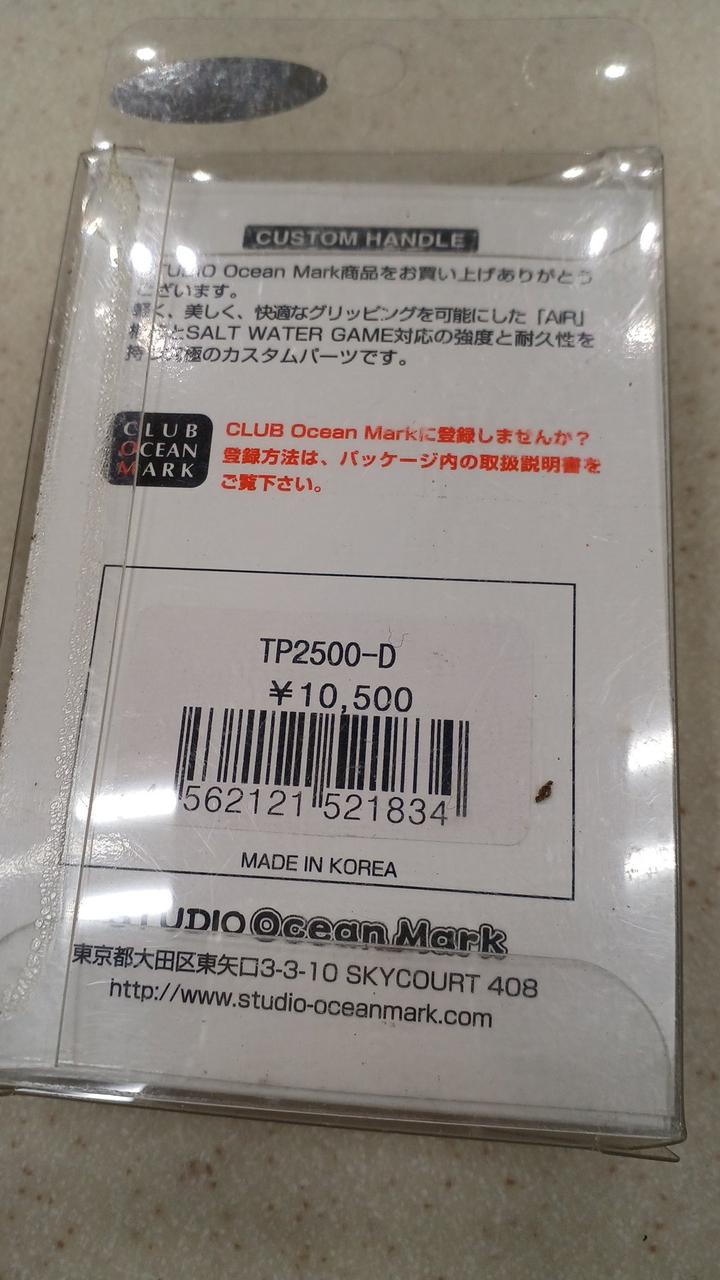 CUSTOM HANDLE
STUDIO Ocean Mark商品をお買い上げありがとう
ございます。
軽く、美しく、快適なグリッピングを可能にした「AiR」
とSALT WATER GAME対応の強度と耐久性を
持 極のカスタムパーツです。
CLUB
OCEAN
MARK
CLUB Ocean Markに登録しませんか？
登録方法は、パッケージ内の取扱説明書を
ご覧下さい。
TP2500-D
¥10,500
562121 521834
MADE IN KOREA
STUDIO Ocean Mark
東京都大田区東矢口3-3-10 SKYCOURT 408
http://www.studio-oceanmark.com